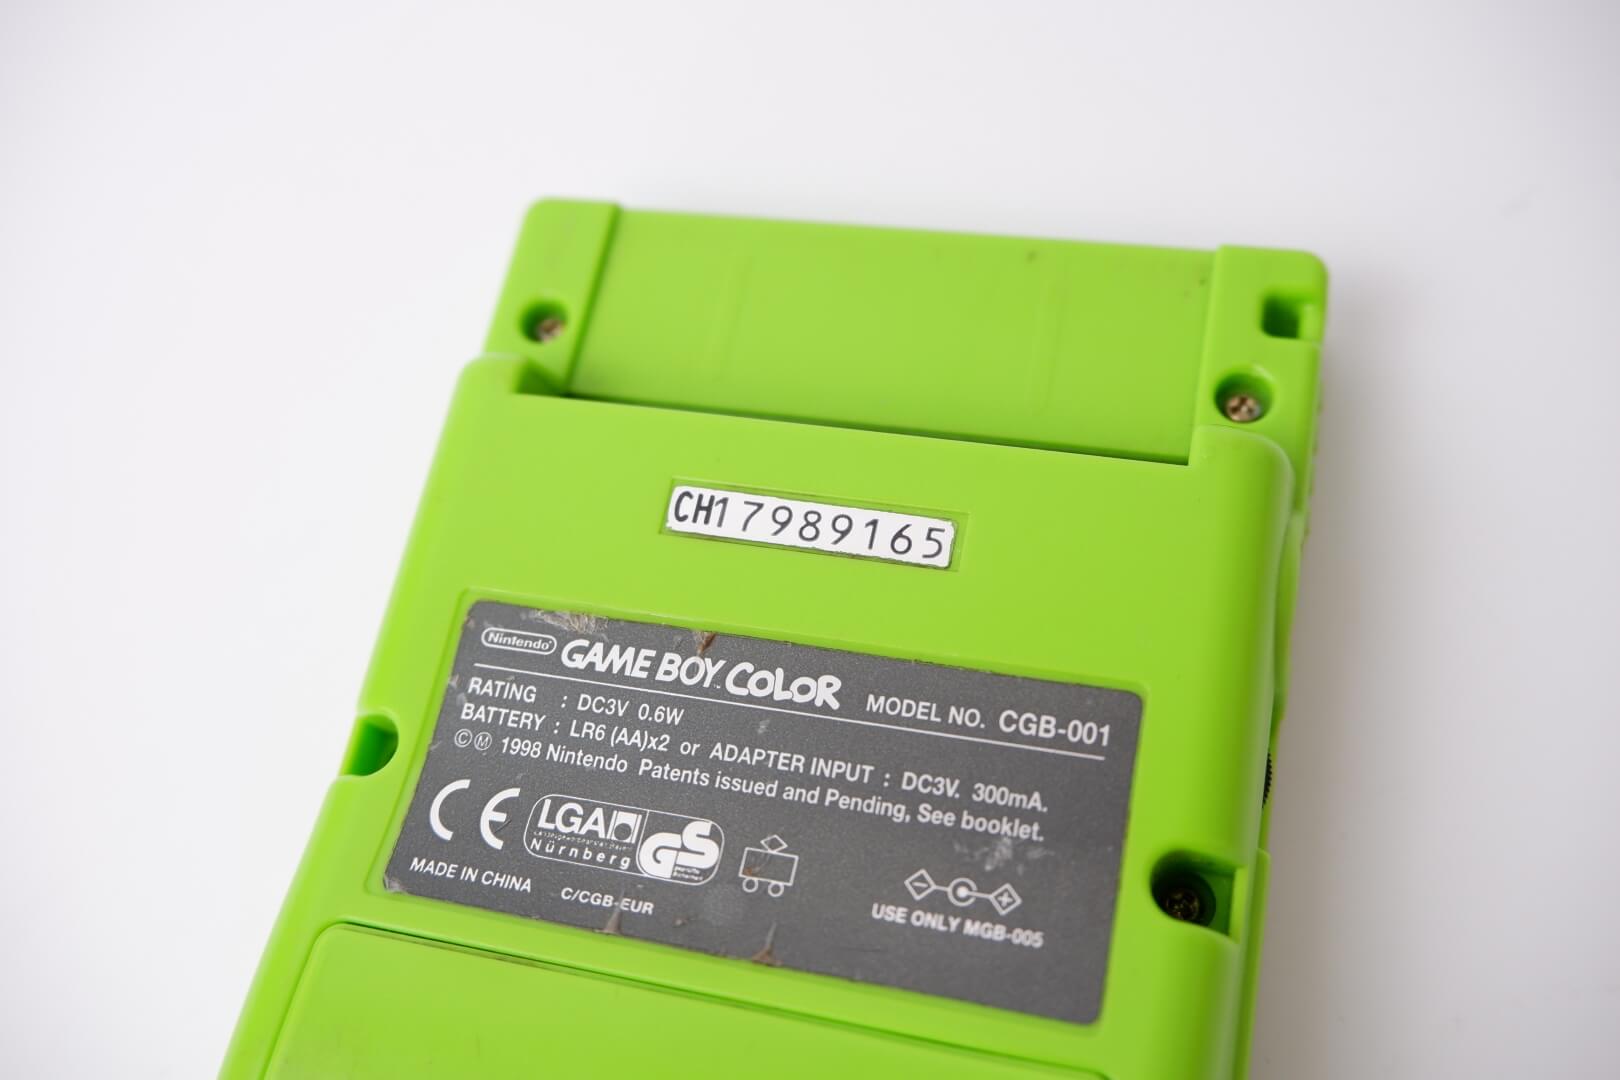 CH17989165
Nintendo GAME BOY COLOR MODEL NO. CGB-001
RATING : DC3V 0.6W
BATTERY : LR6 (AA)x2 or ADAPTER INPUT : DC3V. 300mA.
© Ⓜ 1998 Nintendo Patents issued and Pending, See booklet.
CE LGA GS
Nürnberg
MADE IN CHINA C/CGB-EUR
USE ONLY MGB-005